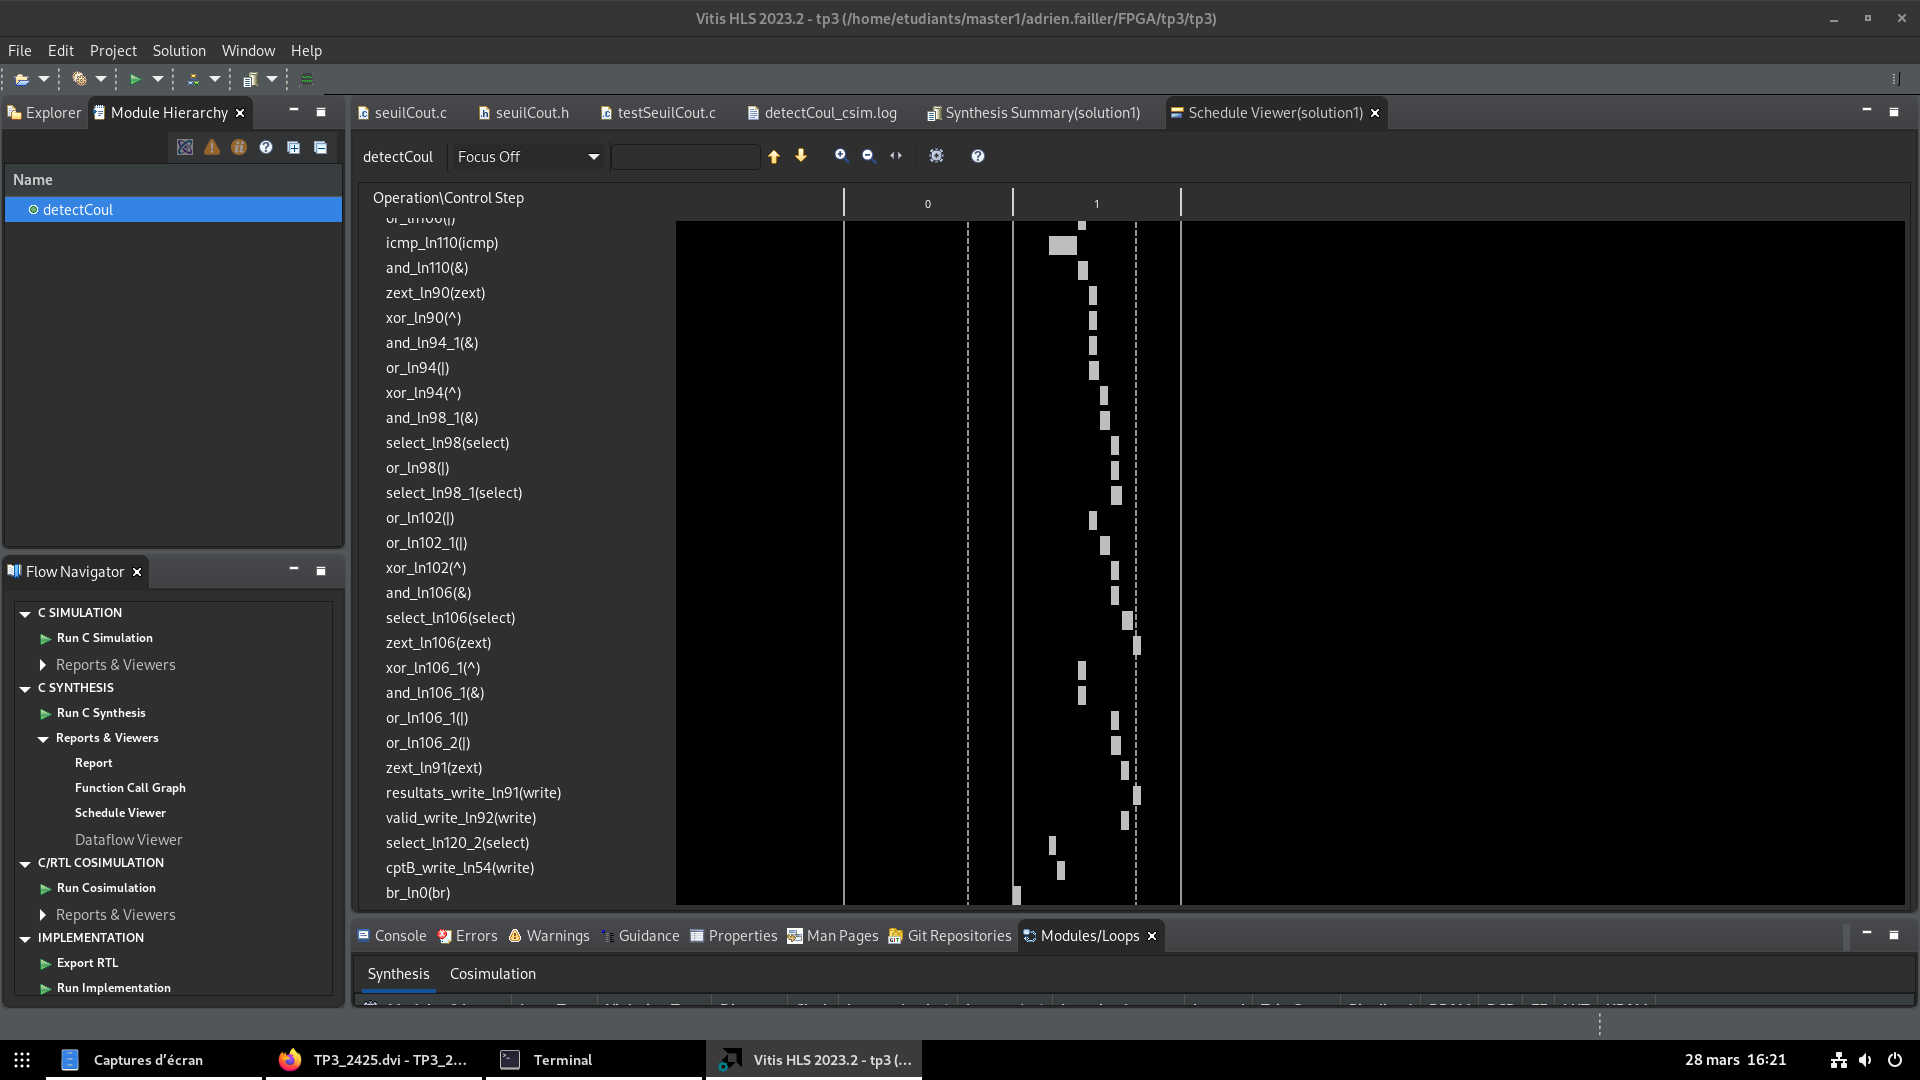 Vitis HLS 2023.2 - tp3 (/home/etudiants/master1/adrien.failler/FPGA/tp3/tp3)
File Edit Project Solution Window Help
Explorer Module Hierarchy
Name
detectCoul
seuilCout.c seuilCout.h testSeuilCout.c detectCoul_csim.log Synthesis Summary(solution1) Schedule Viewer(solution1)
detectCoul Focus Off
Operation\Control Step 0 1
icmp_ln110(icmp)
and_ln110(&)
zext_ln90(zext)
xor_ln90(^)
and_ln94_1(&)
or_ln94(|)
xor_ln94(^)
and_ln98_1(&)
select_ln98(select)
or_ln98(|)
select_ln98_1(select)
or_ln102(|)
or_ln102_1(|)
xor_ln102(^)
and_ln106(&)
select_ln106(select)
zext_ln106(zext)
xor_ln106_1(^)
and_ln106_1(&)
or_ln106_1(|)
or_ln106_2(|)
zext_ln91(zext)
resultats_write_ln91(write)
valid_write_ln92(write)
select_ln120_2(select)
cptB_write_ln54(write)
br_ln0(br)
Flow Navigator
C SIMULATION
Run C Simulation
Reports & Viewers
C SYNTHESIS
Run C Synthesis
Reports & Viewers
Report
Function Call Graph
Schedule Viewer
Dataflow Viewer
C/RTL COSIMULATION
Run Cosimulation
Reports & Viewers
IMPLEMENTATION
Export RTL
Run Implementation
Console Errors Warnings Guidance Properties Man Pages Git Repositories Modules/Loops
Synthesis Cosimulation
Captures d'écran TP3_2425.dvi - TP3_2... Terminal Vitis HLS 2023.2 - tp3 (... 28 mars 16:21